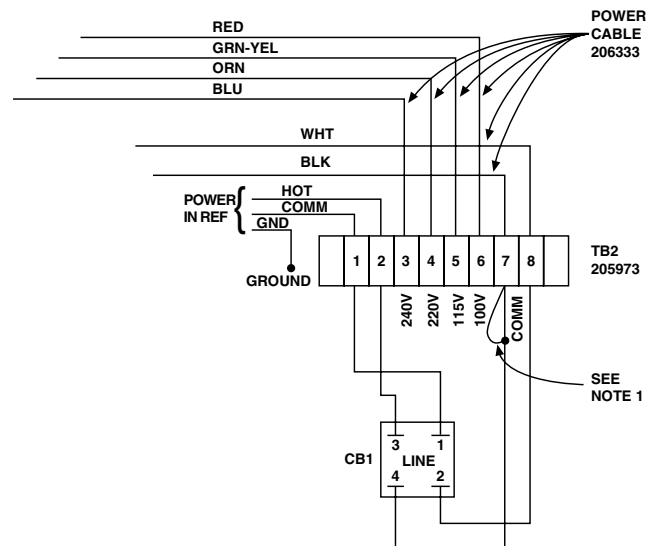 RED
GRN-YEL
ORN
BLU
WHT
BLK
POWER
CABLE
206333
POWER
IN REF
HOT
COMM
GND
GROUND
1 2 3 4 5 6 7 8
TB2
205973
240V
220V
115V
100V
COMM
SEE
NOTE 1
CB1
3 1
LINE
4 2